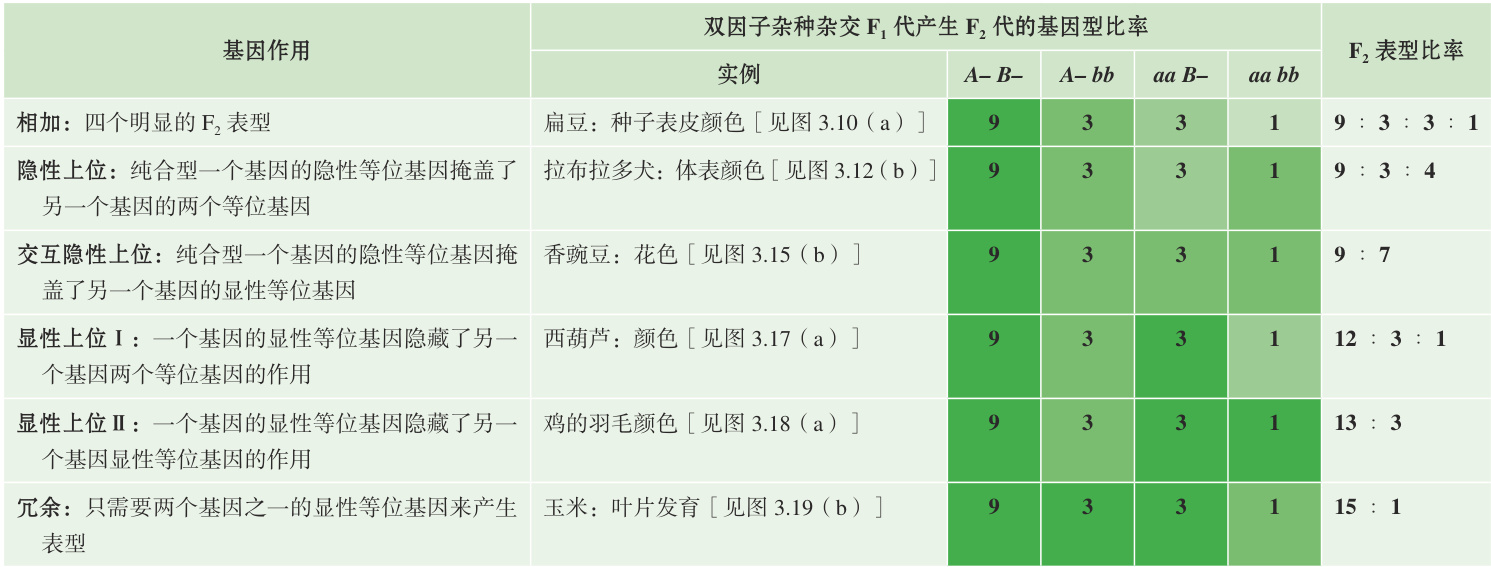 基因作用
双因子杂种杂交 F1 代产生 F2 代的基因型比率
F2 表型比率
实例 A– B– A– bb aa B– aa bb
相加：四个明显的 F2 表型 扁豆：种子表皮颜色［见图 3.10（a）］ 9 3 3 1 9 : 3 : 3 : 1
隐性上位：纯合型一个基因的隐性等位基因掩盖了 拉布拉多犬：体表颜色［见图 3.12（b）］ 9 3 3 1 9 : 3 : 4
另一个基因的两个等位基因
交互隐性上位：纯合型一个基因的隐性等位基因掩 香豌豆：花色［见图 3.15（b）］ 9 3 3 1 9 : 7
盖了另一个基因的显性等位基因
显性上位Ⅰ：一个基因的显性等位基因隐藏了另一 西葫芦：颜色［见图 3.17（a）］ 9 3 3 1 12 : 3 : 1
个基因两个等位基因的作用
显性上位Ⅱ：一个基因的显性等位基因隐藏了另一 鸡的羽毛颜色［见图 3.18（a）］ 9 3 3 1 13 : 3
个基因显性等位基因的作用
冗余：只需要两个基因之一的显性等位基因来产生 玉米：叶片发育［见图 3.19（b）］ 9 3 3 1 15 : 1
表型